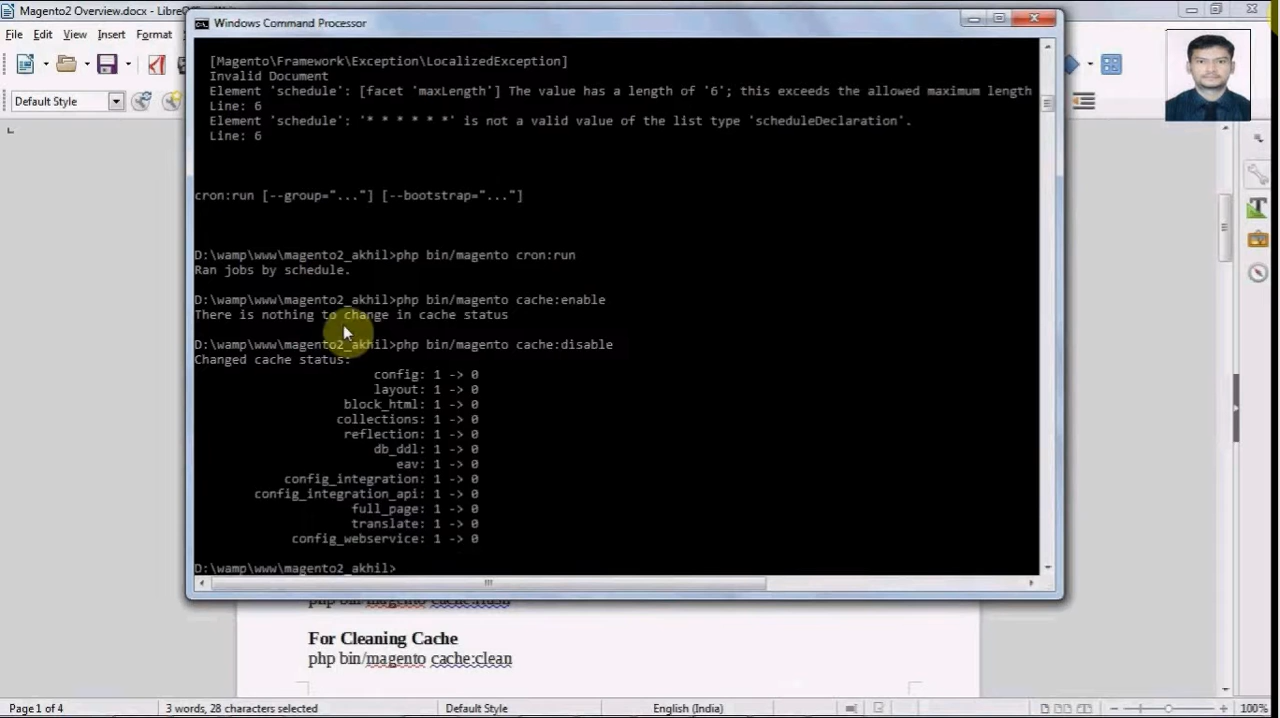 Magento2 Overview.docx - LibreO
Windows Command Processor
File Edit View Insert Format
Default Style
[Magento\Framework\Exception\LocalizedException]
Invalid Document
Element 'schedule': [facet 'maxLength'] The value has a length of '6'; this exceeds the allowed maximum length
Line: 6
Element 'schedule': '* * * * * *' is not a valid value of the list type 'scheduleDeclaration'.
Line: 6
cron:run [--group="..."] [--bootstrap="..."]
D:\wamp\www\magento2_akhil>php bin/magento cron:run
Ran jobs by schedule.
D:\wamp\www\magento2_akhil>php bin/magento cache:enable
There is nothing to change in cache status
D:\wamp\www\magento2_akhil>php bin/magento cache:disable
Changed cache status:
config: 1 -> 0
layout: 1 -> 0
block_html: 1 -> 0
collections: 1 -> 0
reflection: 1 -> 0
db_ddl: 1 -> 0
eav: 1 -> 0
config_integration: 1 -> 0
config_integration_api: 1 -> 0
full_page: 1 -> 0
translate: 1 -> 0
config_webservice: 1 -> 0
D:\wamp\www\magento2_akhil>
php bin/magento
For Cleaning Cache
php bin/magento cache:clean
Page 1 of 4 3 words, 28 characters selected Default Style English (India) 100%